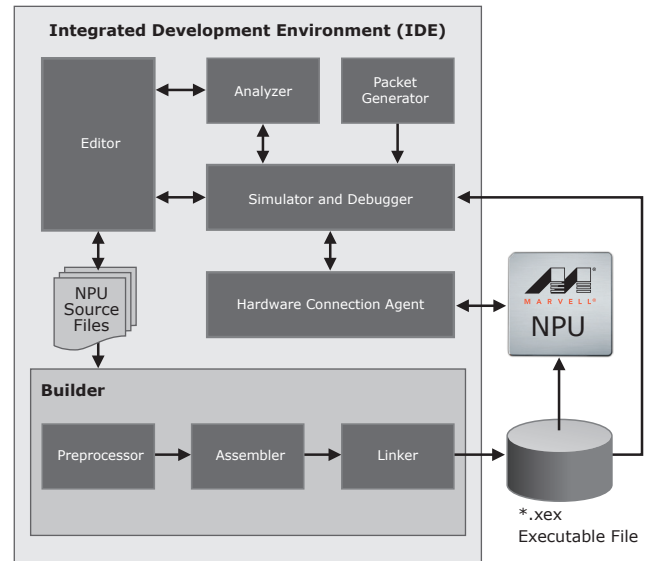 Integrated Development Environment (IDE)
Editor
Analyzer
Packet
Generator
Simulator and Debugger
NPU
Source
Files
Hardware Connection Agent
MARVELL®
NPU
Builder
Preprocessor
Assembler
Linker
*.xex
Executable File